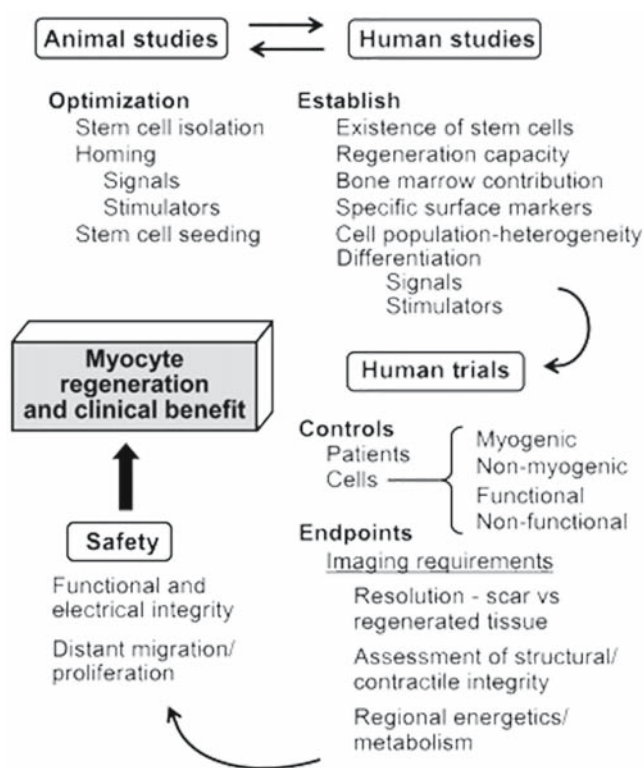 Animal studies
Human studies
Optimization
Stem cell isolation
Homing
Signals
Stimulators
Stem cell seeding
Establish
Existence of stem cells
Regeneration capacity
Bone marrow contribution
Specific surface markers
Cell population-heterogeneity
Differentiation
Signals
Stimulators
Human trials
Controls
Patients
Cells
Myogenic
Non-myogenic
Functional
Non-functional
Endpoints
Imaging requirements
Resolution - scar vs
regenerated tissue
Assessment of structural/
contractile integrity
Regional energetics/
metabolism
Safety
Functional and
electrical integrity
Distant migration/
proliferation
Myocyte
regeneration
and clinical benefit